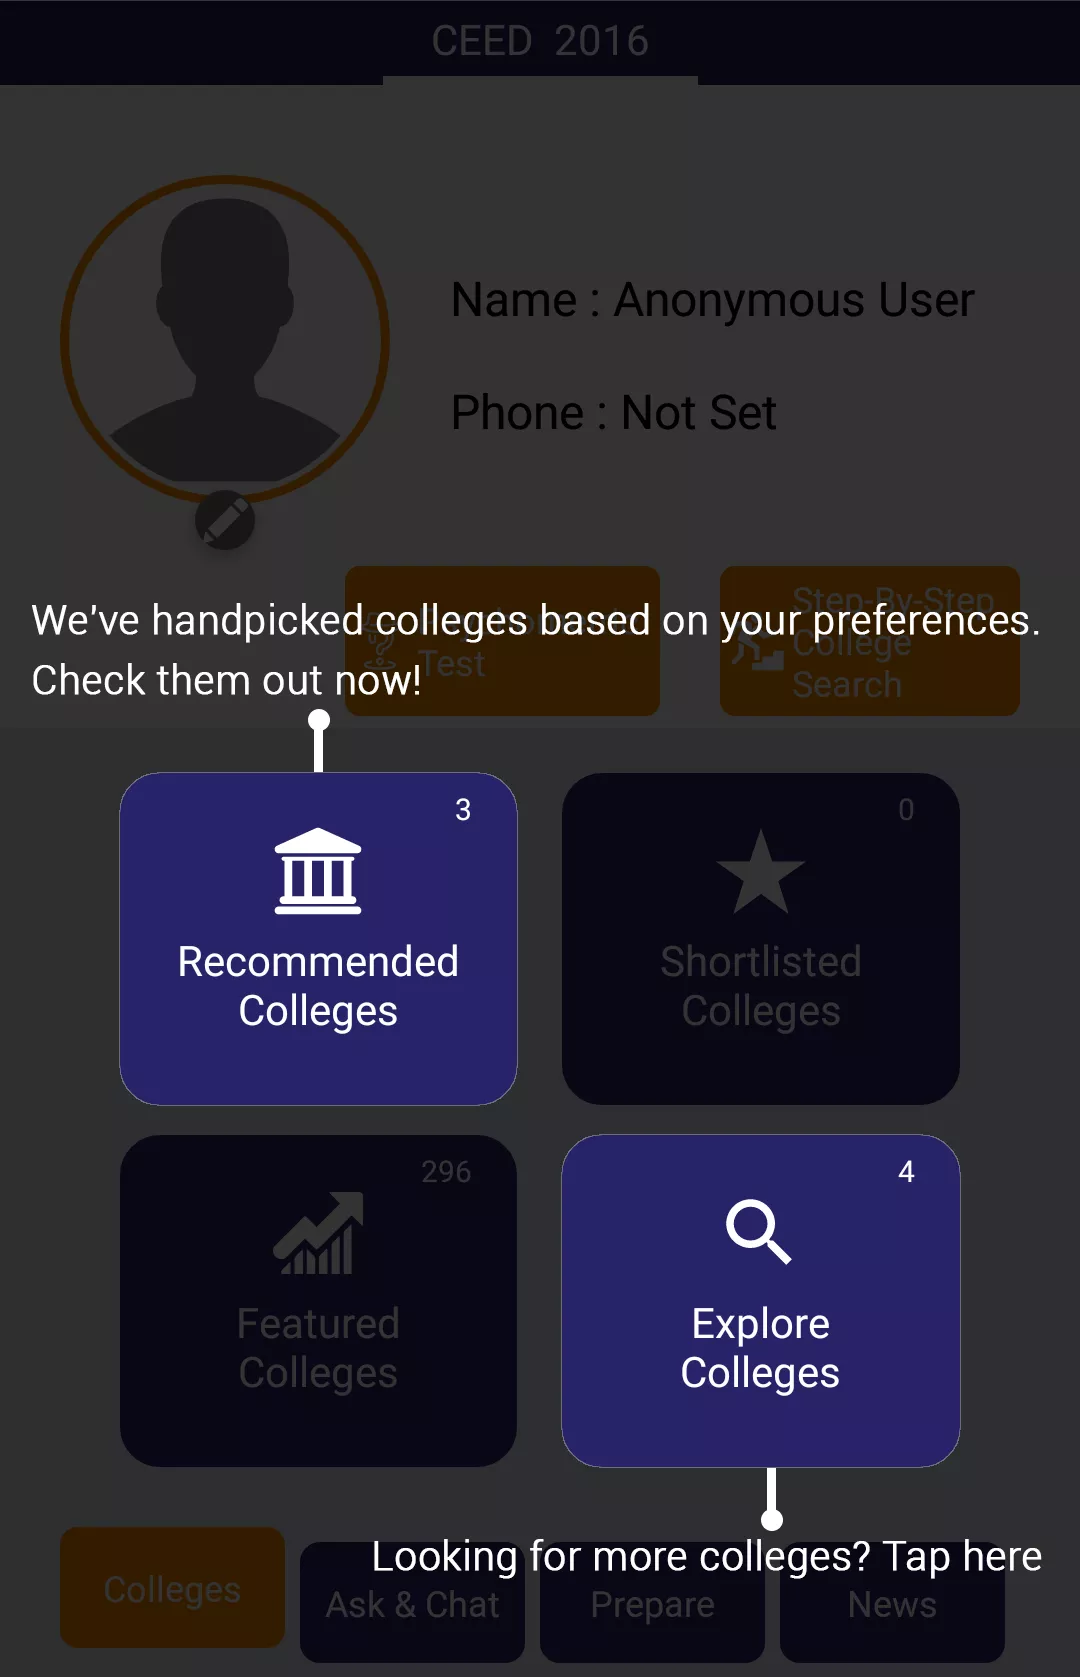 CEED 2016
Name : Anonymous User
Phone : Not Set
We've handpicked colleges based on your preferences.
Check them out now!
Test
Step-By-Step
College
Search
3
Recommended
Colleges
0
Shortlisted
Colleges
296
Featured
Colleges
4
Explore
Colleges
Looking for more colleges? Tap here
Colleges
Ask & Chat
Prepare
News